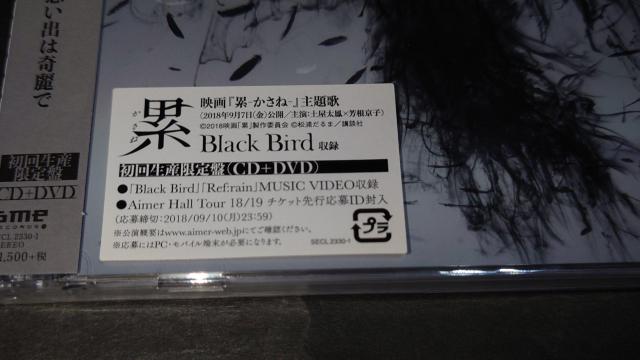 思い出は奇麗で
初回生産
限定盤
CD+DVD
SECL 2330-1
STEREO
1,500+税
累
かさね
映画『累-かさね-』主題歌
(2018年9月7日(金)公開/主演:土屋太鳳×芳根京子)
©2018映画「累」製作委員会 ©松浦だるま/講談社
Black Bird 収録
初回生産限定盤(CD+DVD)
●「Black Bird」「Ref:rain」MUSIC VIDEO収録
●Aimer Hall Tour 18/19 チケット先行応募ID封入
(応募締切:2018/09/10(月)23:59)
※公演概要はwww.aimer-web.jpにてご確認ください。
※応募にはPC・モバイル端末が必要になります。
SECL 2330-1
プラ